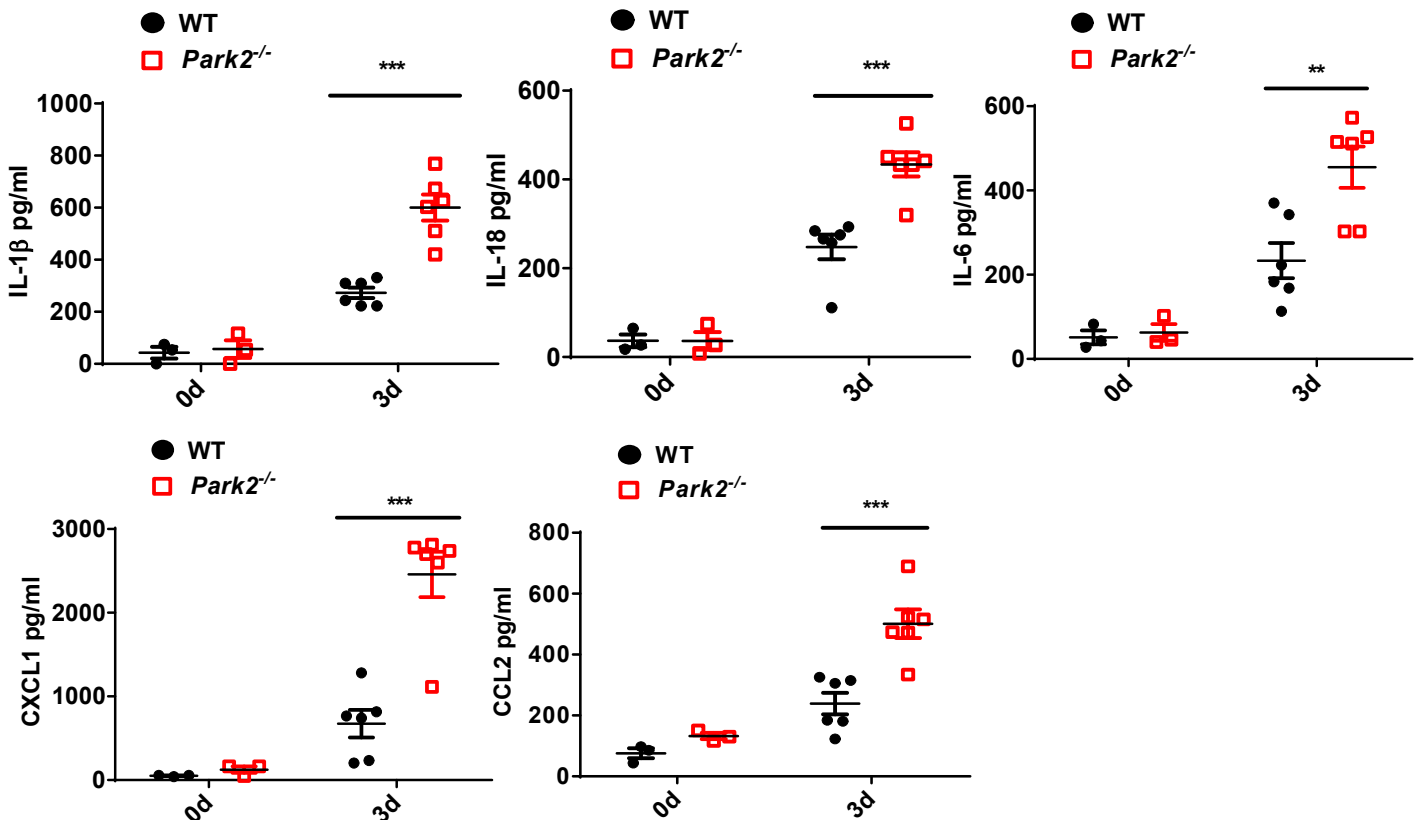 WT
Park2-/-
***
IL-1β pg/ml
1000
800
600
400
200
0
0d
3d
WT
Park2-/-
***
IL-18 pg/ml
600
400
200
0
0d
3d
WT
Park2-/-
**
IL-6 pg/ml
600
400
200
0
0d
3d
WT
Park2-/-
***
CXCL1 pg/ml
3000
2000
1000
0
0d
3d
WT
Park2-/-
***
CCL2 pg/ml
800
600
400
200
0
0d
3d